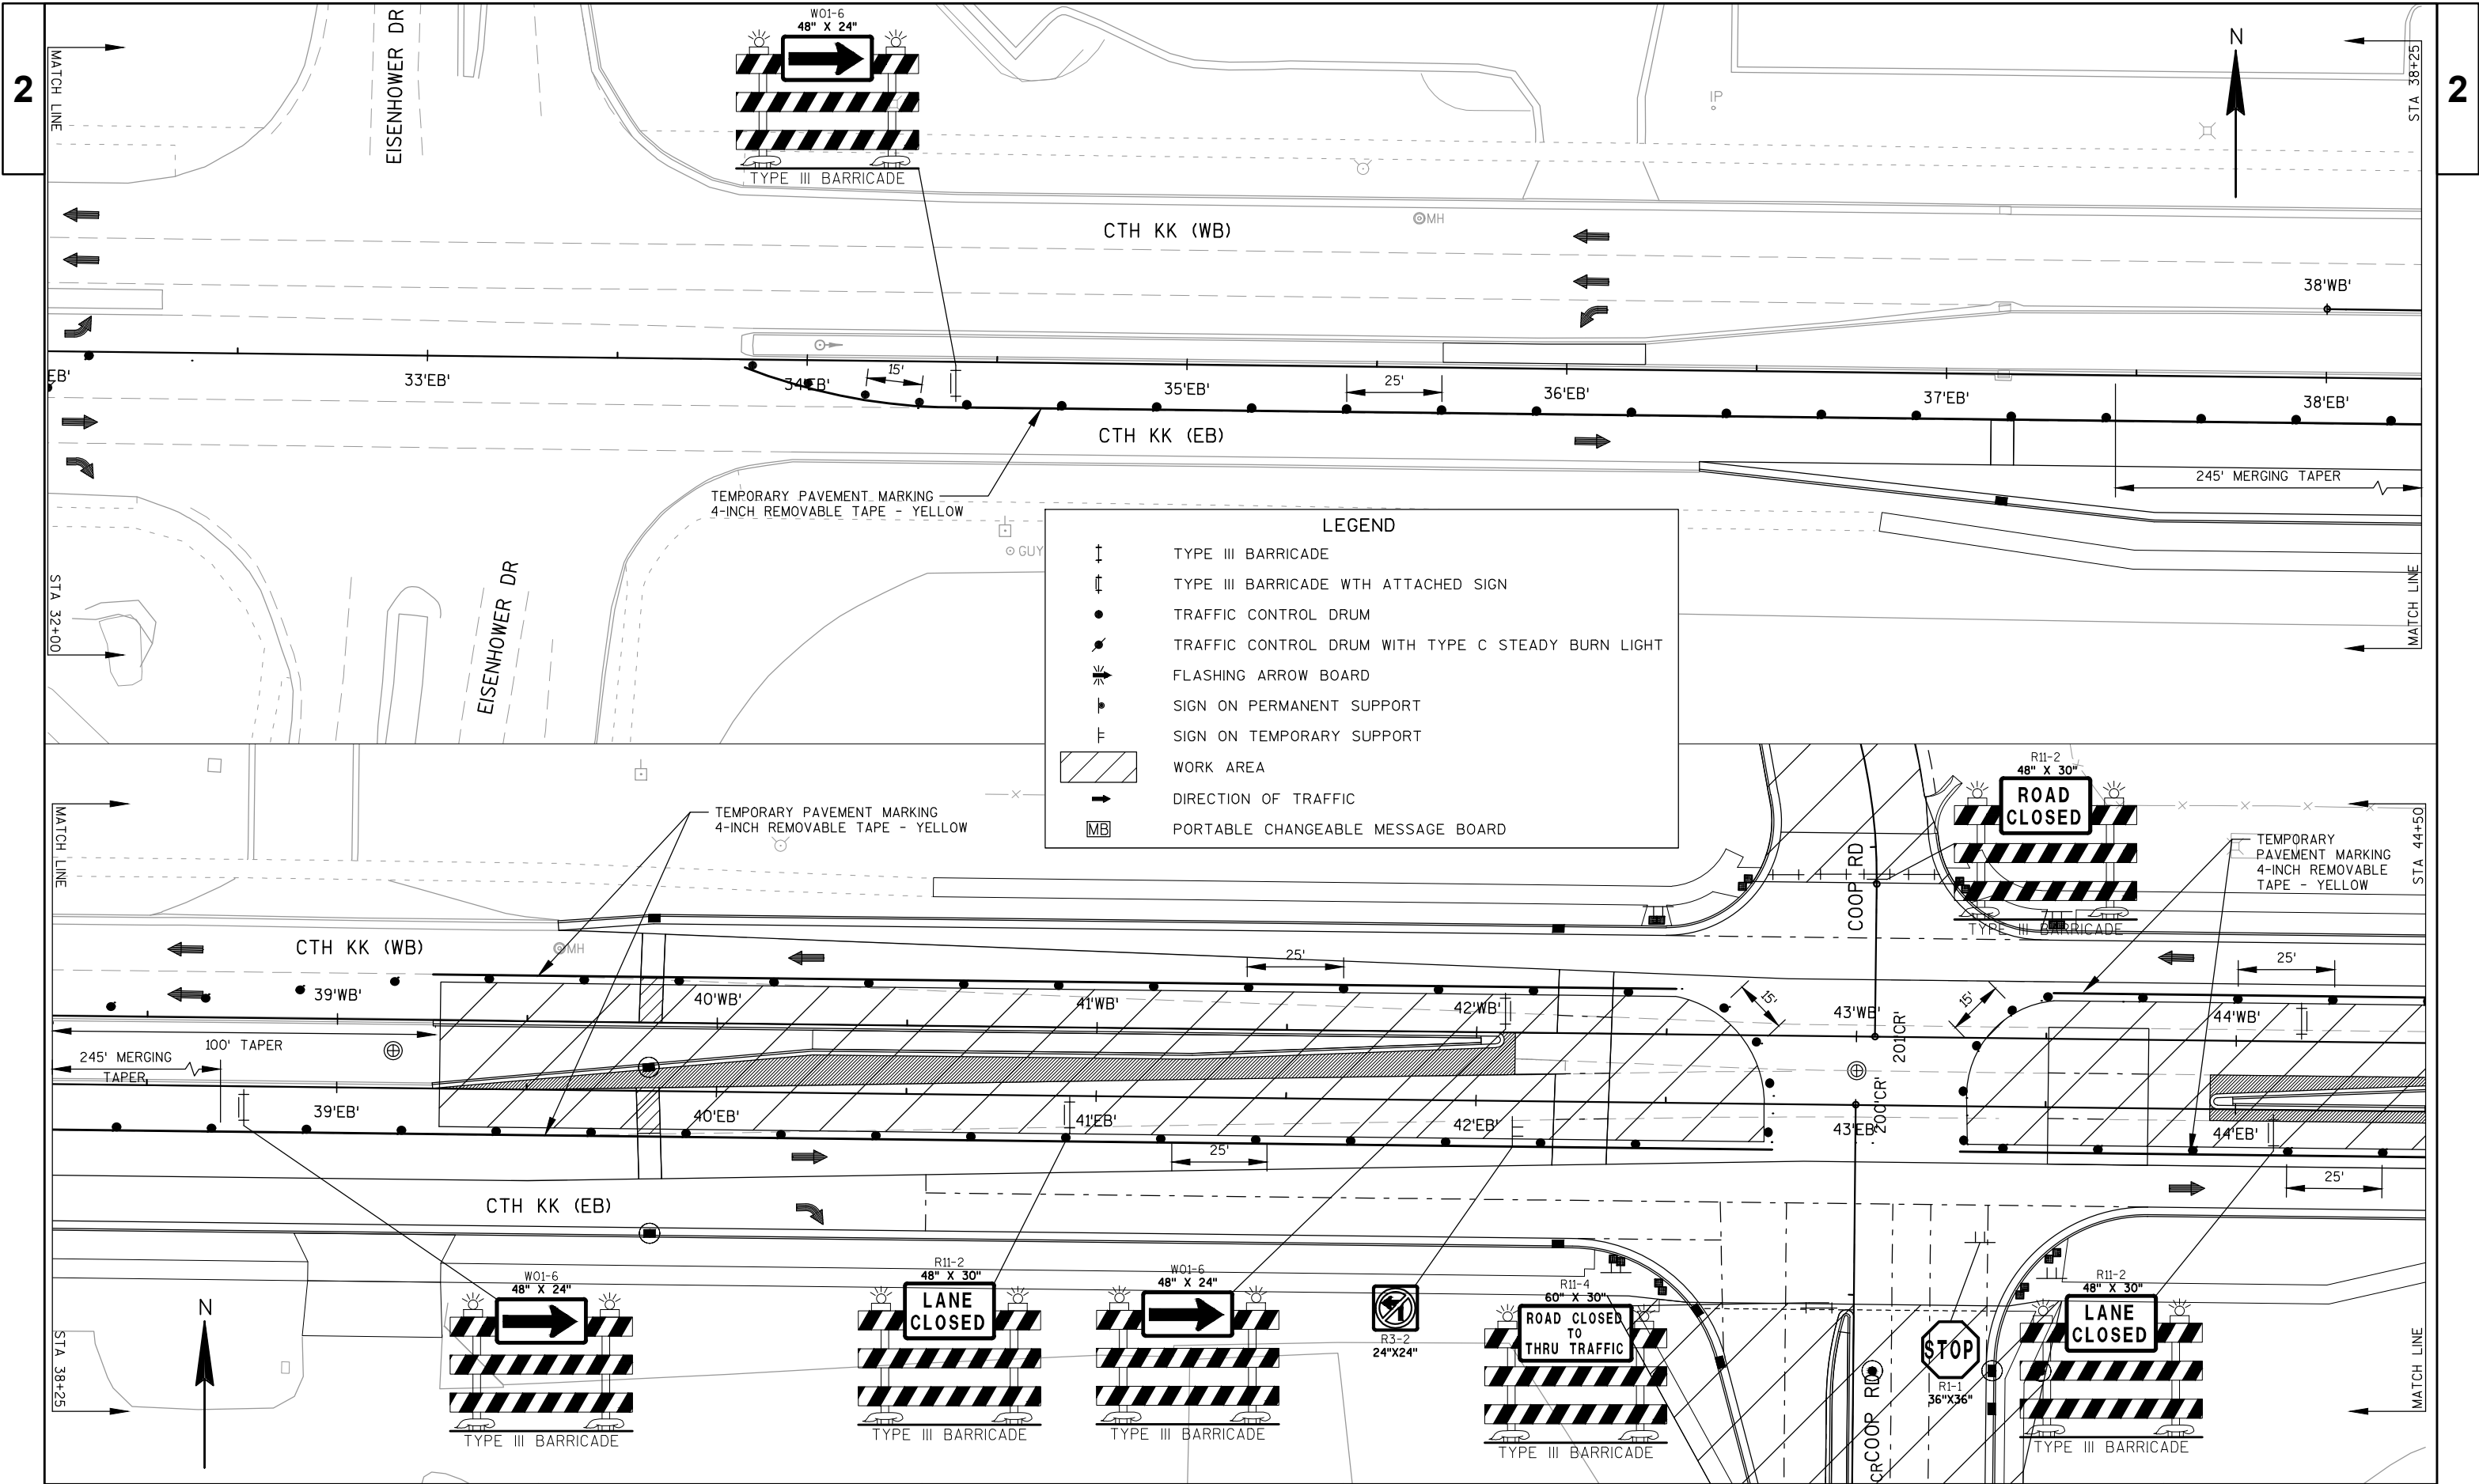 2
2
MATCH LINE
STA 32+00
EISENHOWER DR
W01-6
48" X 24"
TYPE III BARRICADE
IP
N
STA 38+25
MATCH LINE
CTH KK (WB)
MH
38'WB'
EB'
33'EB'
34'EB'
15'
35'EB'
25'
36'EB'
37'EB'
38'EB'
CTH KK (EB)
245' MERGING TAPER
TEMPORARY PAVEMENT MARKING
4-INCH REMOVABLE TAPE - YELLOW
GUY
EISENHOWER DR
LEGEND
TYPE III BARRICADE
TYPE III BARRICADE WTH ATTACHED SIGN
TRAFFIC CONTROL DRUM
TRAFFIC CONTROL DRUM WITH TYPE C STEADY BURN LIGHT
FLASHING ARROW BOARD
SIGN ON PERMANENT SUPPORT
SIGN ON TEMPORARY SUPPORT
WORK AREA
DIRECTION OF TRAFFIC
MB PORTABLE CHANGEABLE MESSAGE BOARD
MATCH LINE
STA 38+25
TEMPORARY PAVEMENT MARKING
4-INCH REMOVABLE TAPE - YELLOW
R11-2
48" X 30"
ROAD
CLOSED
TYPE III BARRICADE
TEMPORARY
PAVEMENT MARKING
4-INCH REMOVABLE
TAPE - YELLOW
STA 44+50
MATCH LINE
COOP RD
CTH KK (WB)
MH
25'
25'
39'WB'
40'WB'
41'WB'
42'WB'
15'
43'WB'
15'
44'WB'
201'CR'
100' TAPER
245' MERGING
TAPER
39'EB'
40'EB'
41'EB'
42'EB'
43'EB'
200'CR'
44'EB'
25'
25'
CTH KK (EB)
N
W01-6
48" X 24"
TYPE III BARRICADE
R11-2
48" X 30"
LANE
CLOSED
TYPE III BARRICADE
W01-6
48" X 24"
TYPE III BARRICADE
R3-2
24"X24"
R11-4
60" X 30"
ROAD CLOSED
TO
THRU TRAFFIC
TYPE III BARRICADE
COOP RD
CR
STOP
R1-1
36"X36"
R11-2
48" X 30"
LANE
CLOSED
TYPE III BARRICADE